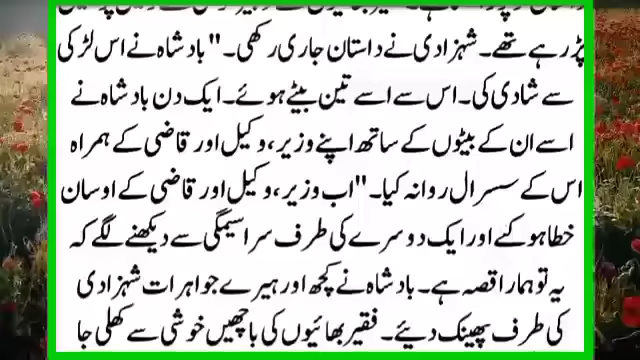 پڑ رہے تھے۔ شہزادی نے داستان جاری رکھی۔ "بادشاہ نے اس لڑکی
سے شادی کی۔ اس سے اسے تین بیٹے ہوئے۔ ایک دن بادشاہ نے
اسے ان کے بیٹوں کے ساتھ اپنے وزیر، وکیل اور قاضی کے ہمراہ
اس کے سسرال روانہ کیا۔ "اب وزیر، وکیل اور قاضی کے اوسان
خطا ہو گئے اور ایک دوسرے کی طرف سراسیمگی سے دیکھنے لگے کہ
یہ تو ہمارا قصہ ہے۔ بادشاہ نے کچھ اور ہیرے جواہرات شہزادی
کی طرف پھینک دیئے۔ فقیر بھائیوں کی باچھیں خوشی سے کھلی جا